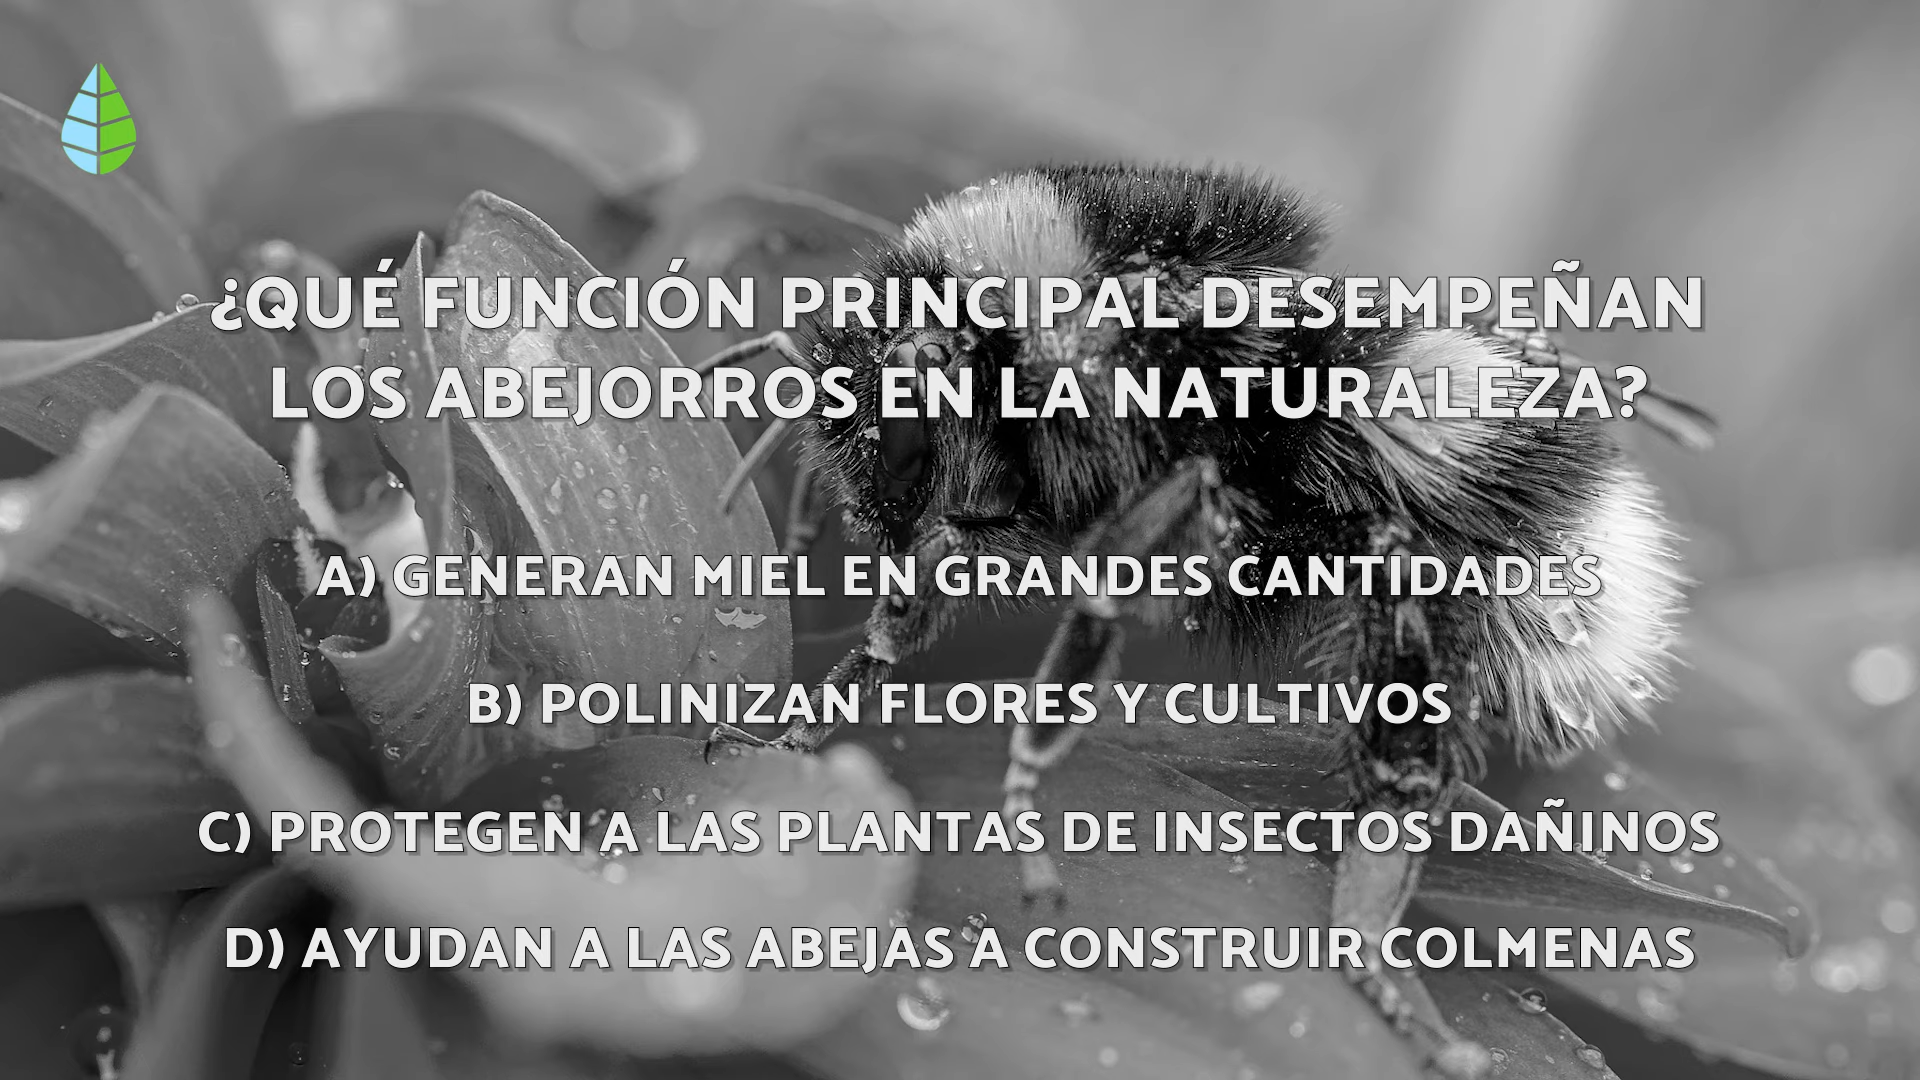 ¿QUÉ FUNCIÓN PRINCIPAL DESEMPEÑAN
LOS ABEJORROS EN LA NATURALEZA?
A) GENERAN MIEL EN GRANDES CANTIDADES
B) POLINIZAN FLORES Y CULTIVOS
C) PROTEGEN A LAS PLANTAS DE INSECTOS DAÑINOS
D) AYUDAN A LAS ABEJAS A CONSTRUIR COLMENAS